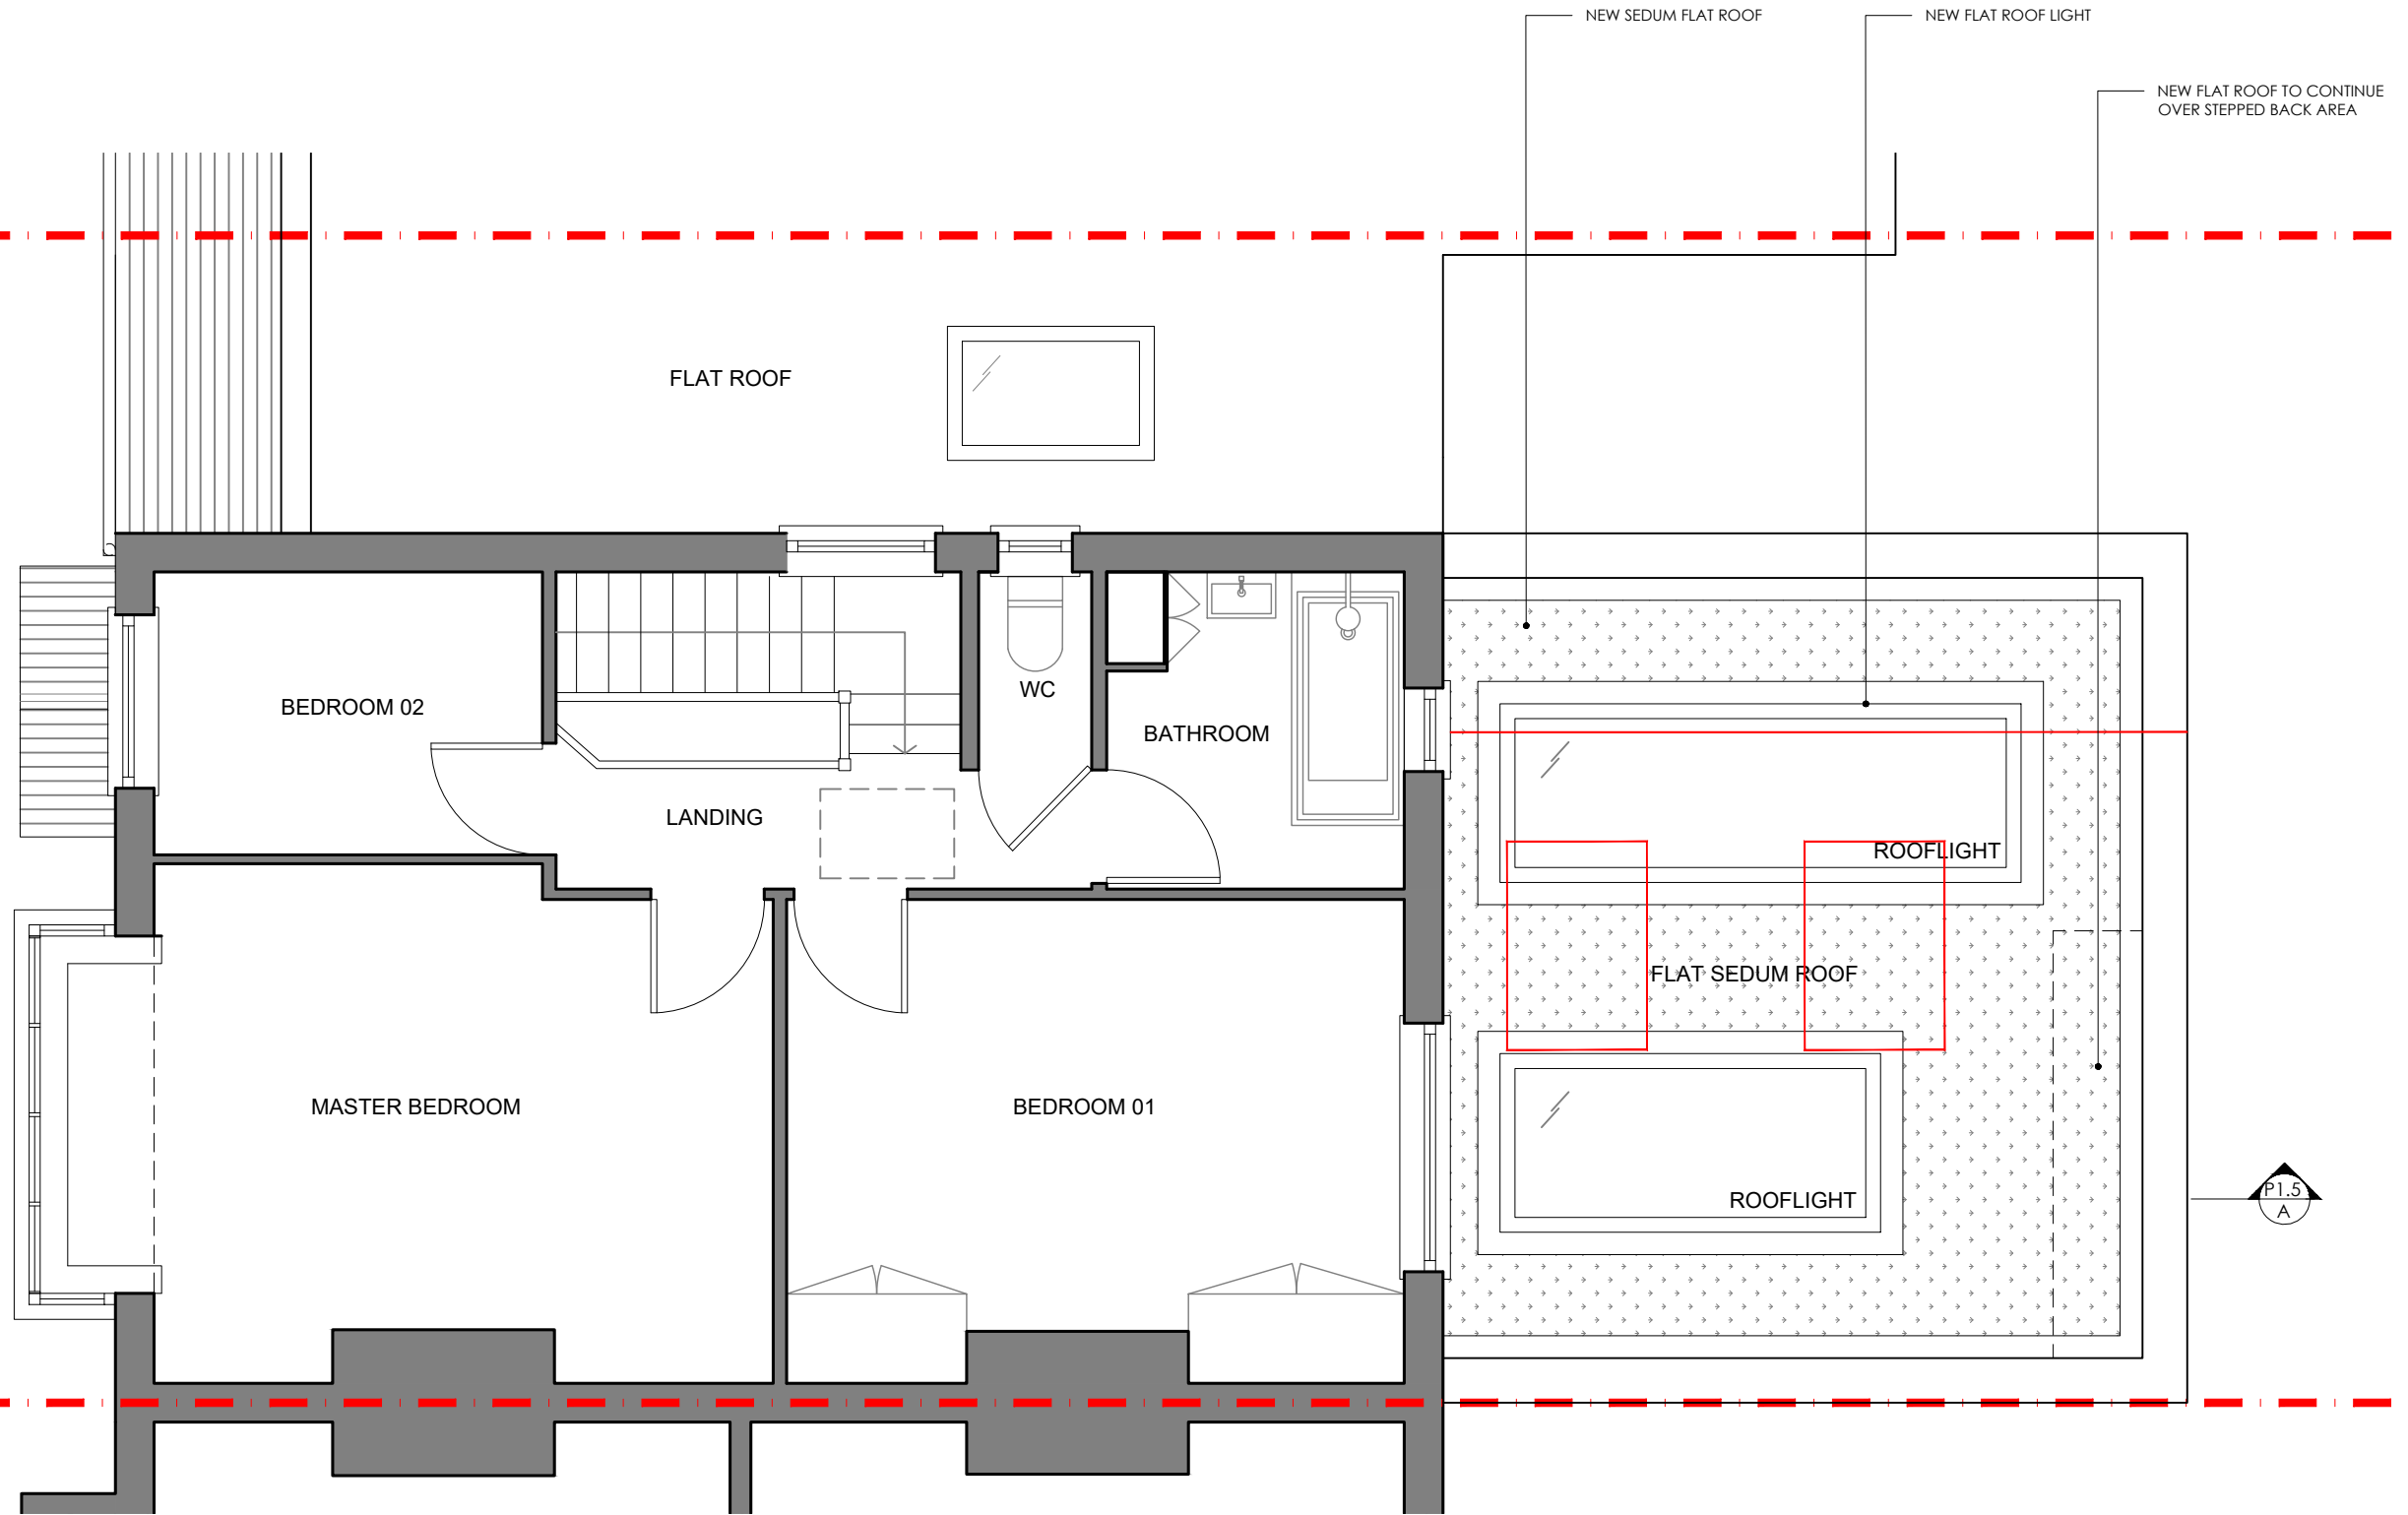 NEW SEDUM FLAT ROOF
NEW FLAT ROOF LIGHT
NEW FLAT ROOF TO CONTINUE
OVER STEPPED BACK AREA
FLAT ROOF
WC
BEDROOM 02
BATHROOM
LANDING
ROOFLIGHT
FLAT SEDUM ROOF
MASTER BEDROOM
BEDROOM 01
ROOFLIGHT
P1.5
A